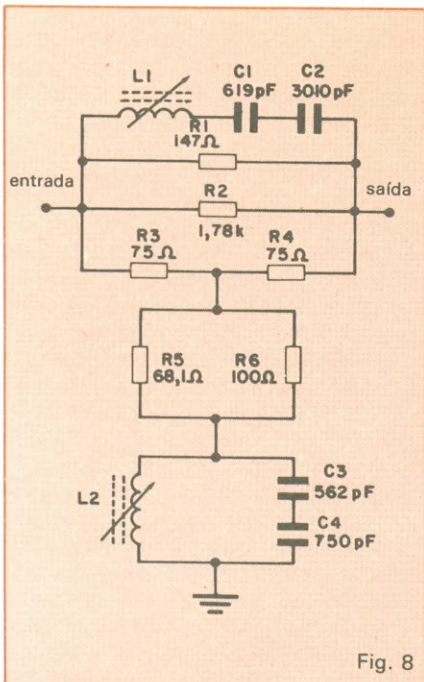 L1
C1
619pF
C2
3010pF
R1
147Ω
entrada
R2
1,78k
saída
R3
75Ω
R4
75Ω
R5
68,1Ω
R6
100Ω
L2
C3
562pF
C4
750pF
Fig. 8